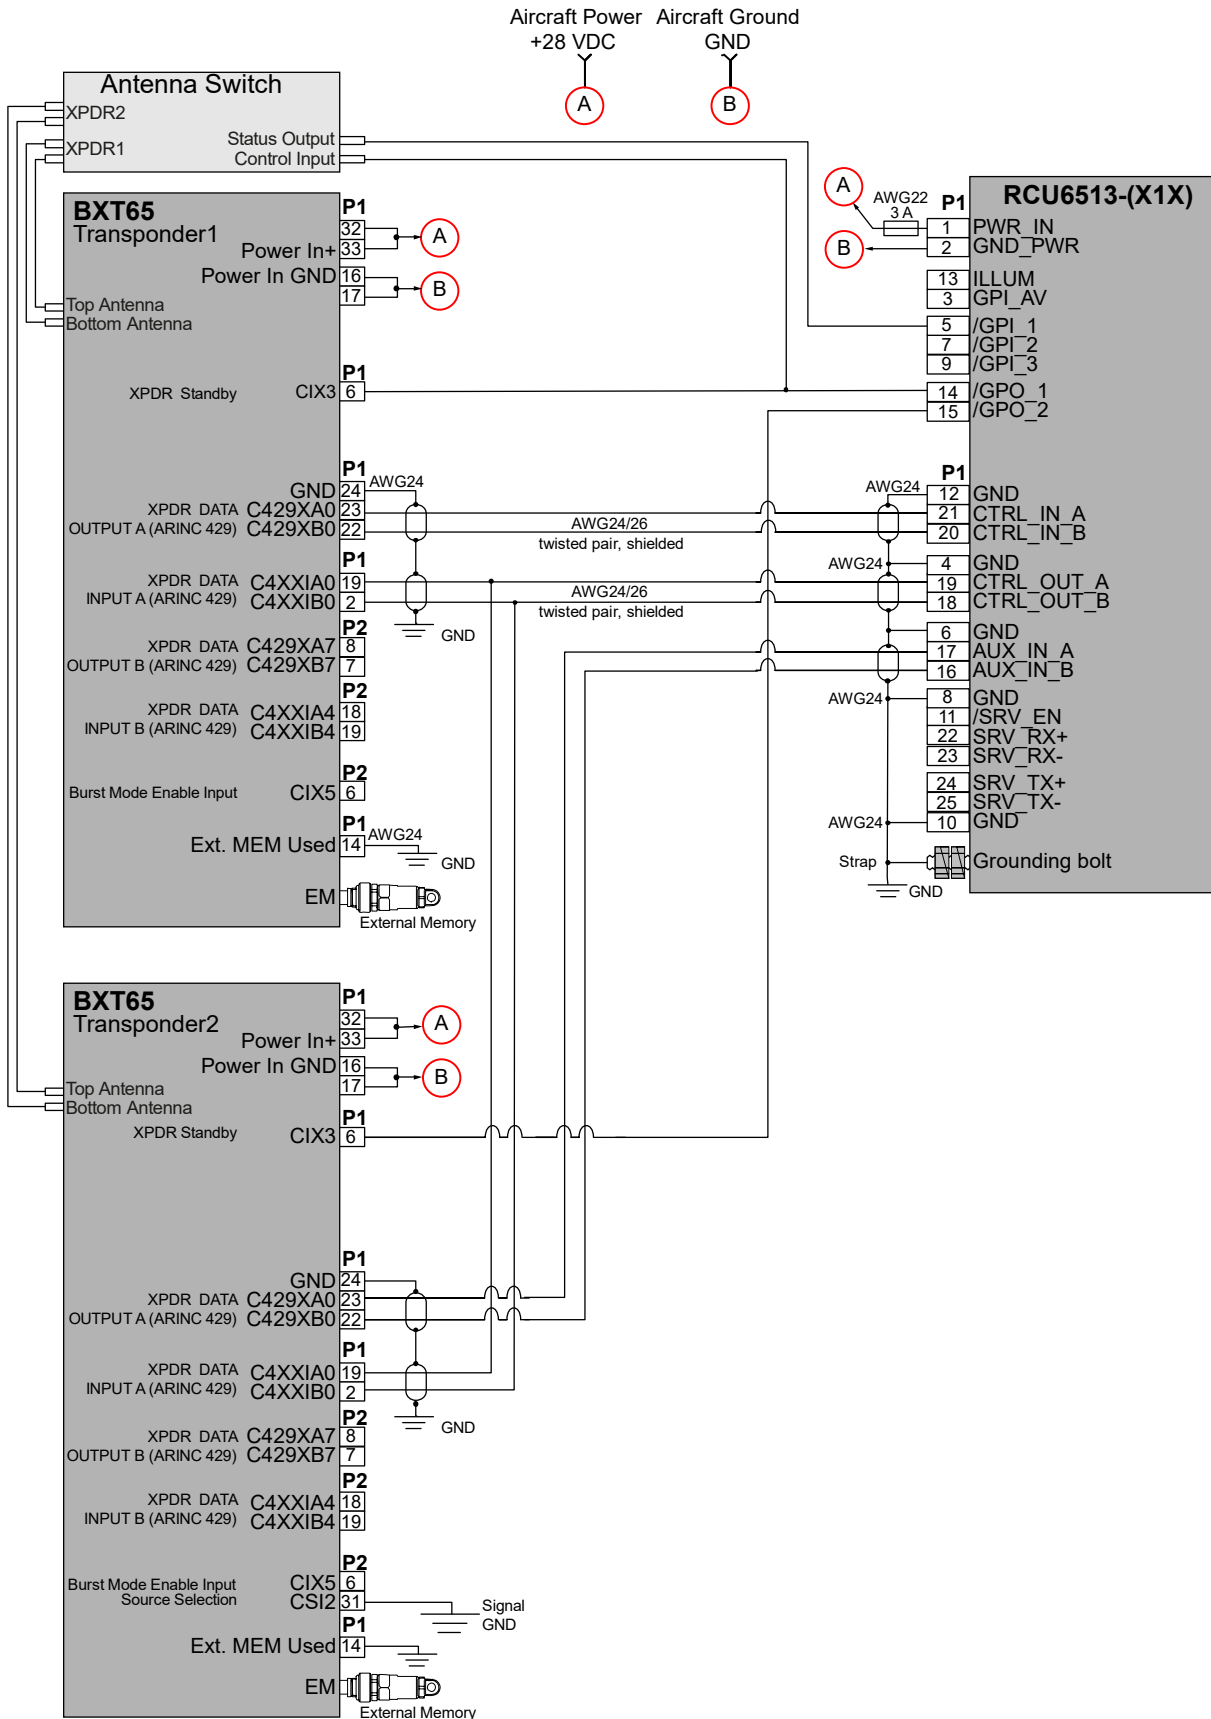 Aircraft Power Aircraft Ground
+28 VDC GND
A B
Antenna Switch
XPDR2
XPDR1
Status Output
Control Input
BXT65
Transponder1
P1
32
Power In+ 33
A
Power In GND 16
17
B
Top Antenna
Bottom Antenna
P1
XPDR Standby CIX3 6
P1
GND 24 AWG24
XPDR DATA C429XA0 23
OUTPUT A (ARINC 429) C429XB0 22
AWG24/26
twisted pair, shielded
P1
XPDR DATA C4XXIA0 19
INPUT A (ARINC 429) C4XXIB0 2
AWG24/26
twisted pair, shielded
GND
P2
XPDR DATA C429XA7 8
OUTPUT B (ARINC 429) C429XB7 7
P2
XPDR DATA C4XXIA4 18
INPUT B (ARINC 429) C4XXIB4 19
P2
Burst Mode Enable Input CIX5 6
P1
Ext. MEM Used 14 AWG24
GND
EM
External Memory
RCU6513-(X1X)
A
AWG22
3 A
P1
1 PWR_IN
B
2 GND_PWR
13 ILLUM
3 GPI_AV
5 /GPI_1
7 /GPI_2
9 /GPI_3
14 /GPO_1
15 /GPO_2
P1
AWG24 12 GND
21 CTRL_IN_A
20 CTRL_IN_B
AWG24 4 GND
19 CTRL_OUT_A
18 CTRL_OUT_B
6 GND
17 AUX_IN_A
16 AUX_IN_B
AWG24 8 GND
11 /SRV_EN
22 SRV_RX+
23 SRV_RX-
24 SRV_TX+
25 SRV_TX-
AWG24 10 GND
Strap Grounding bolt
GND
BXT65
Transponder2
P1
32
Power In+ 33
A
Power In GND 16
17
B
Top Antenna
Bottom Antenna
P1
XPDR Standby CIX3 6
P1
GND 24
XPDR DATA C429XA0 23
OUTPUT A (ARINC 429) C429XB0 22
P1
XPDR DATA C4XXIA0 19
INPUT A (ARINC 429) C4XXIB0 2
GND
P2
XPDR DATA C429XA7 8
OUTPUT B (ARINC 429) C429XB7 7
P2
XPDR DATA C4XXIA4 18
INPUT B (ARINC 429) C4XXIB4 19
P2
Burst Mode Enable Input CIX5 6
Source Selection CSI2 31
Signal
GND
P1
Ext. MEM Used 14
EM
External Memory